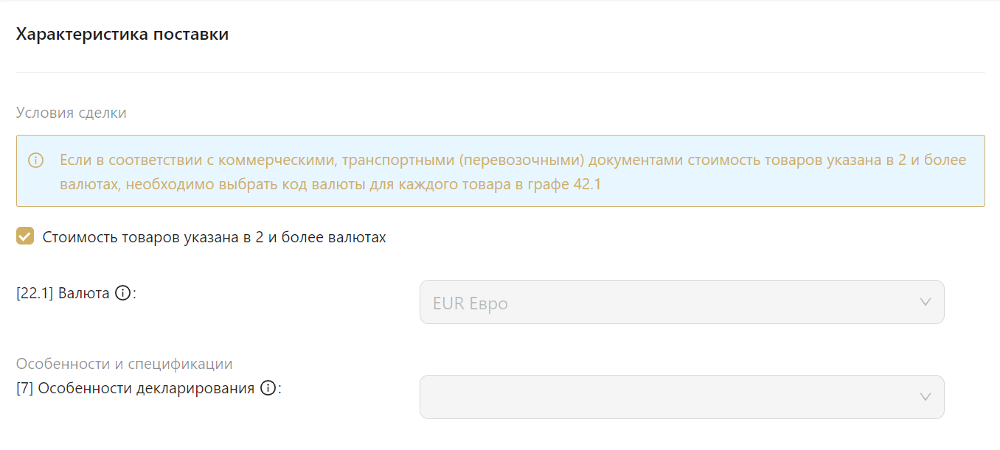 Характеристика поставки
Условия сделки
Если в соответствии с коммерческими, транспортными (перевозочными) документами стоимость товаров указана в 2 и более
валютах, необходимо выбрать код валюты для каждого товара в графе 42.1
Стоимость товаров указана в 2 и более валютах
[22.1] Валюта :
EUR Евро
Особенности и спецификации
[7] Особенности декларирования :